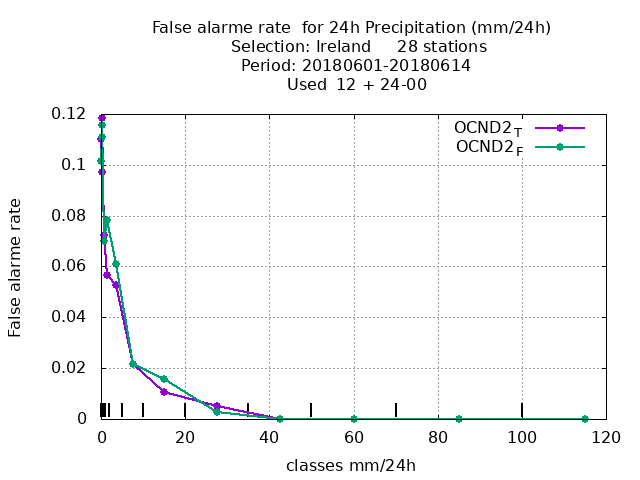 False alarme rate  for 24h Precipitation (mm/24h)
Selection: Ireland     28 stations
Period: 20180601-20180614
Used  12 + 24-00
OCND2_T
OCND2_F
False alarme rate
0.12
0.1
0.08
0.06
0.04
0.02
0
0 20 40 60 80 100 120
classes mm/24h